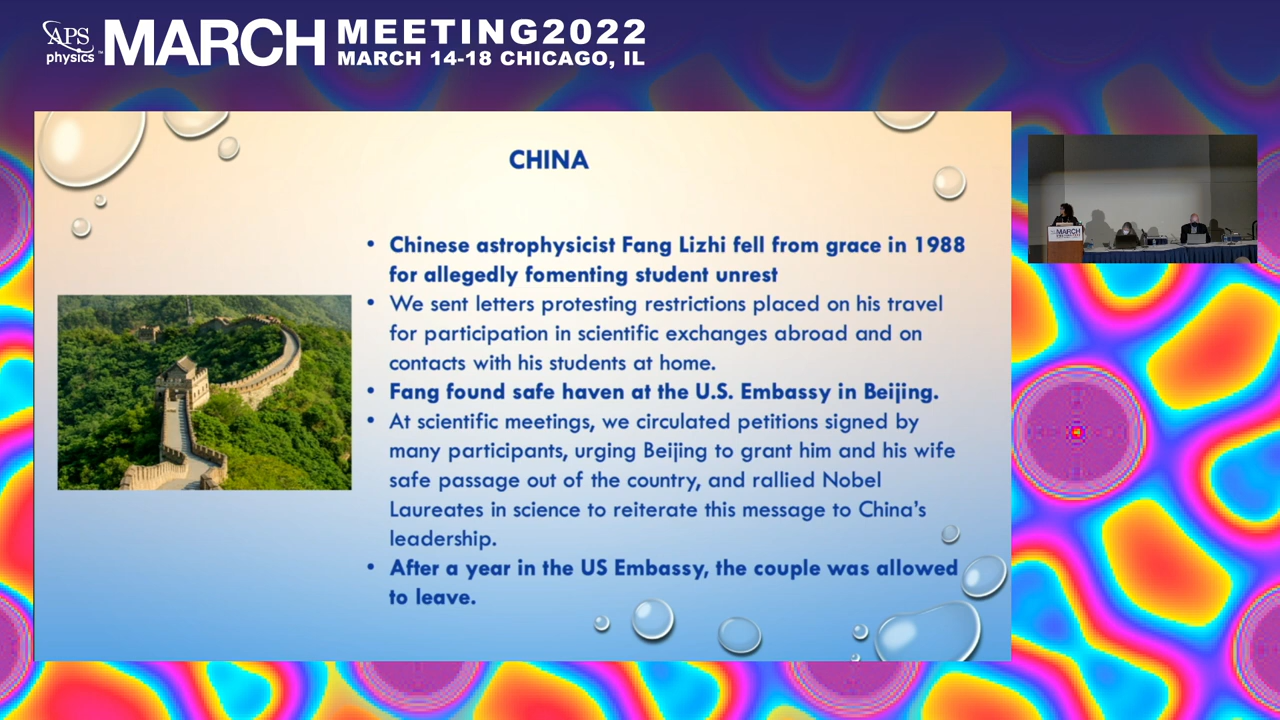 APS
physics
MARCH
MEETING2022
MARCH 14-18 CHICAGO, IL
CHINA
• Chinese astrophysicist Fang Lizhi fell from grace in 1988
for allegedly fomenting student unrest
• We sent letters protesting restrictions placed on his travel
for participation in scientific exchanges abroad and on
contacts with his students at home.
• Fang found safe haven at the U.S. Embassy in Beijing.
• At scientific meetings, we circulated petitions signed by
many participants, urging Beijing to grant him and his wife
safe passage out of the country, and rallied Nobel
Laureates in science to reiterate this message to China's
leadership.
• After a year in the US Embassy, the couple was allowed
to leave.
MARCH